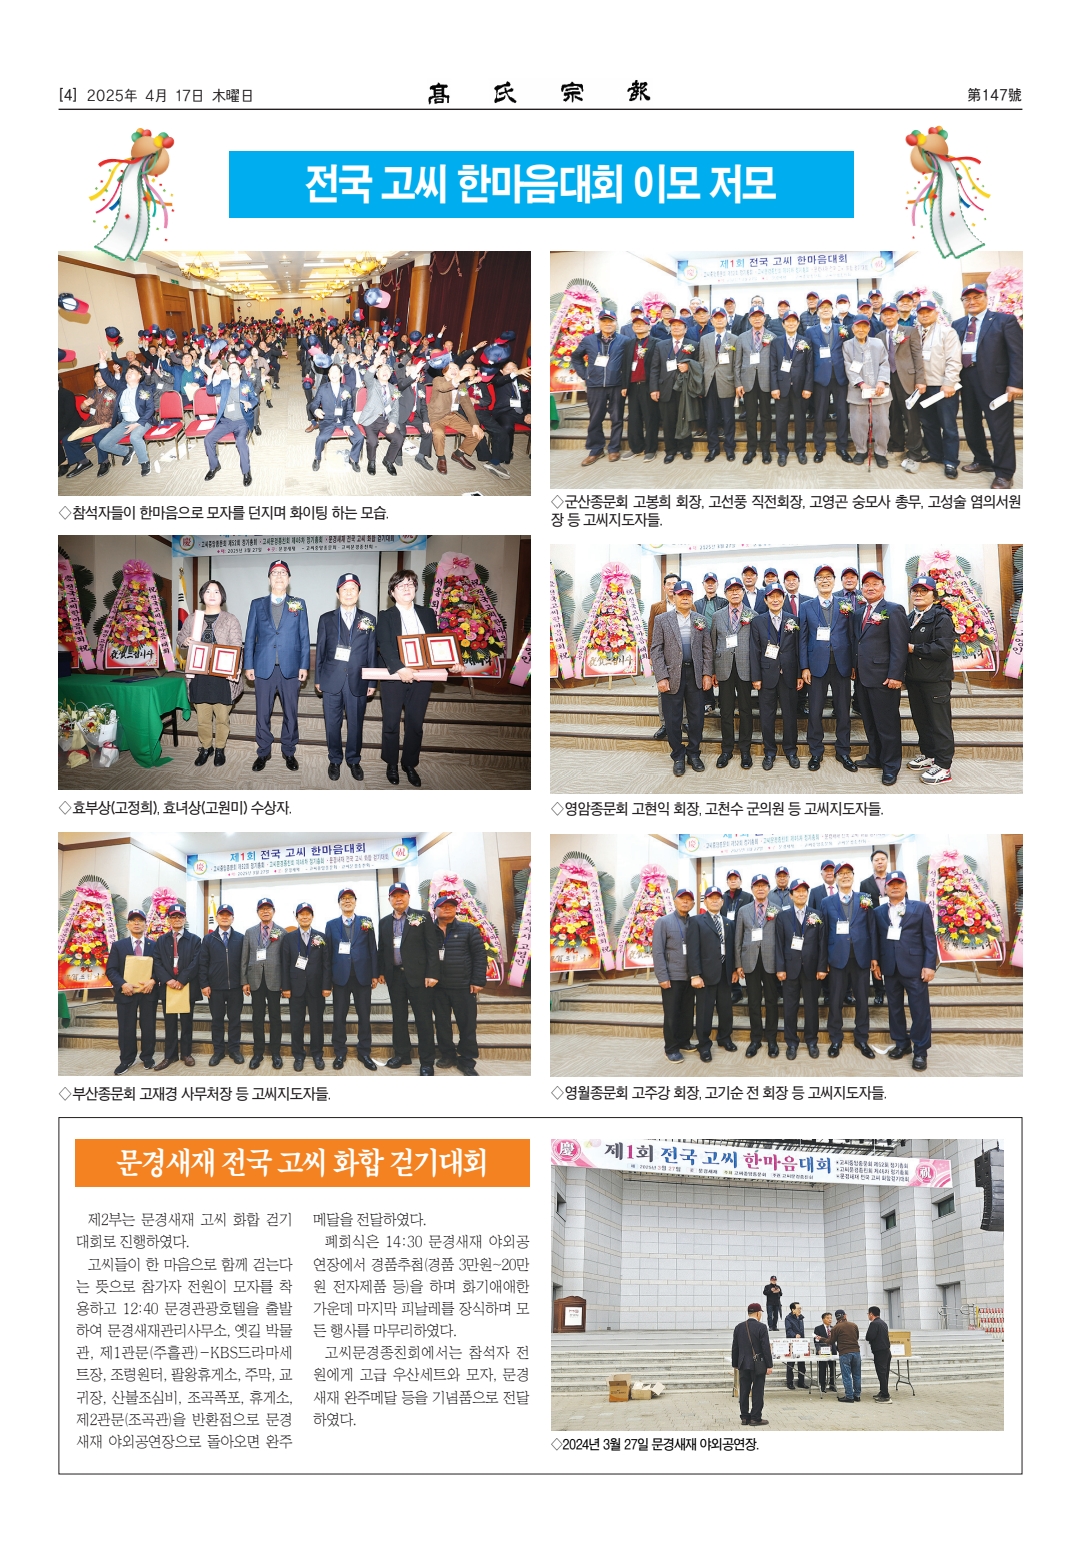 [4] 2025年 4月 17日 木曜日
髙 氏 宗 報
第147號
전국 고씨 한마음대회 이모 저모
◇참석자들이 한마음으로 모자를 던지며 화이팅 하는 모습.
제1회 전국 고씨 한마음대회
◇군산종문회 고봉희 회장, 고선풍 직전회장, 고영곤 숭모사 총무, 고성술 염의서원
장 등 고씨지도자들.
◇효부상(고정희), 효녀상(고원미) 수상자.
◇영암종문회 고현익 회장, 고천수 군의원 등 고씨지도자들.
제1회 전국 고씨 한마음대회
◇부산종문회 고재경 사무처장 등 고씨지도자들.
◇영월종문회 고주강 회장, 고기순 전 회장 등 고씨지도자들.
문경새재 전국 고씨 화합 걷기대회
제2부는 문경새재 고씨 화합 걷기
대회로 진행하였다.
고씨들이 한 마음으로 함께 걷는다
는 뜻으로 참가자 전원이 모자를 착
용하고 12:40 문경관광호텔을 출발
하여 문경새재관리사무소, 옛길 박물
관, 제1관문(주흘관)-KBS드라마세
트장, 조령원터, 팔왕휴게소, 주막, 교
귀장, 산불조심비, 조곡폭포, 휴게소,
제2관문(조곡관)을 반환점으로 문경
새재 야외공연장으로 돌아오면 완주
메달을 전달하였다.
폐회식은 14:30 문경새재 야외공
연장에서 경품추첨(경품 3만원~20만
원 전자제품 등)을 하며 화기애애한
가운데 마지막 피날레를 장식하며 모
든 행사를 마무리하였다.
고씨문경종친회에서는 참석자 전
원에게 고급 우산세트와 모자, 문경
새재 완주메달 등을 기념품으로 전달
하였다.
慶 제1회 전국 고씨 한마음대회 祝
◇2024년 3월 27일 문경새재 야외공연장.